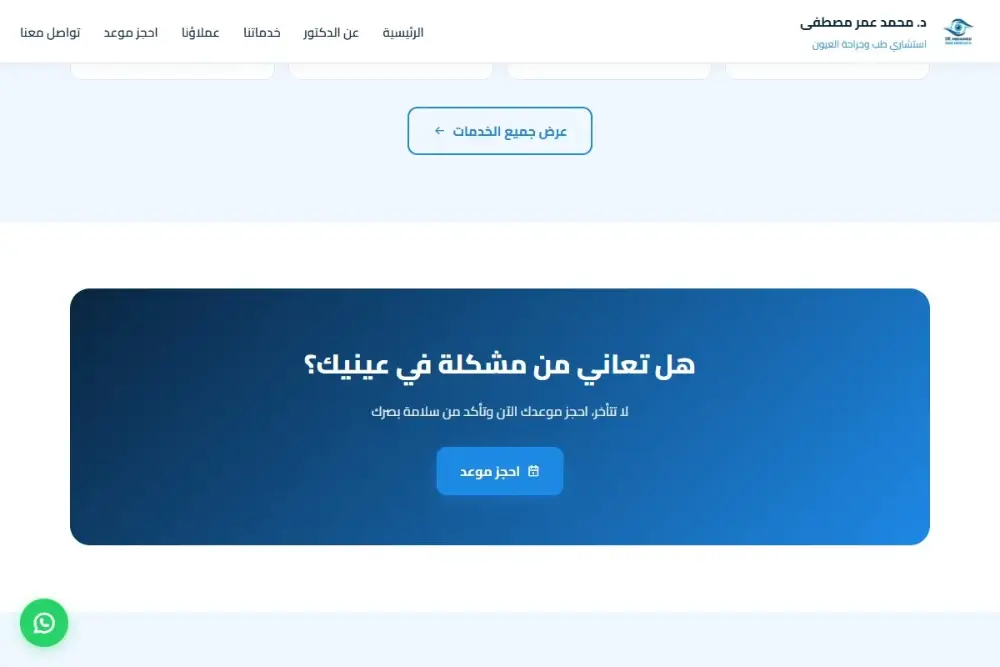 د. محمد عمر مصطفى
استشاري طب وجراحة العيون
الرئيسية
عن الدكتور
خدماتنا
عملاؤنا
احجز موعد
تواصل معنا
عرض جميع الخدمات ←
هل تعاني من مشكلة في عينيك؟
لا تتأخر، احجز موعدك الآن وتأكد من سلامة بصرك
احجز موعد